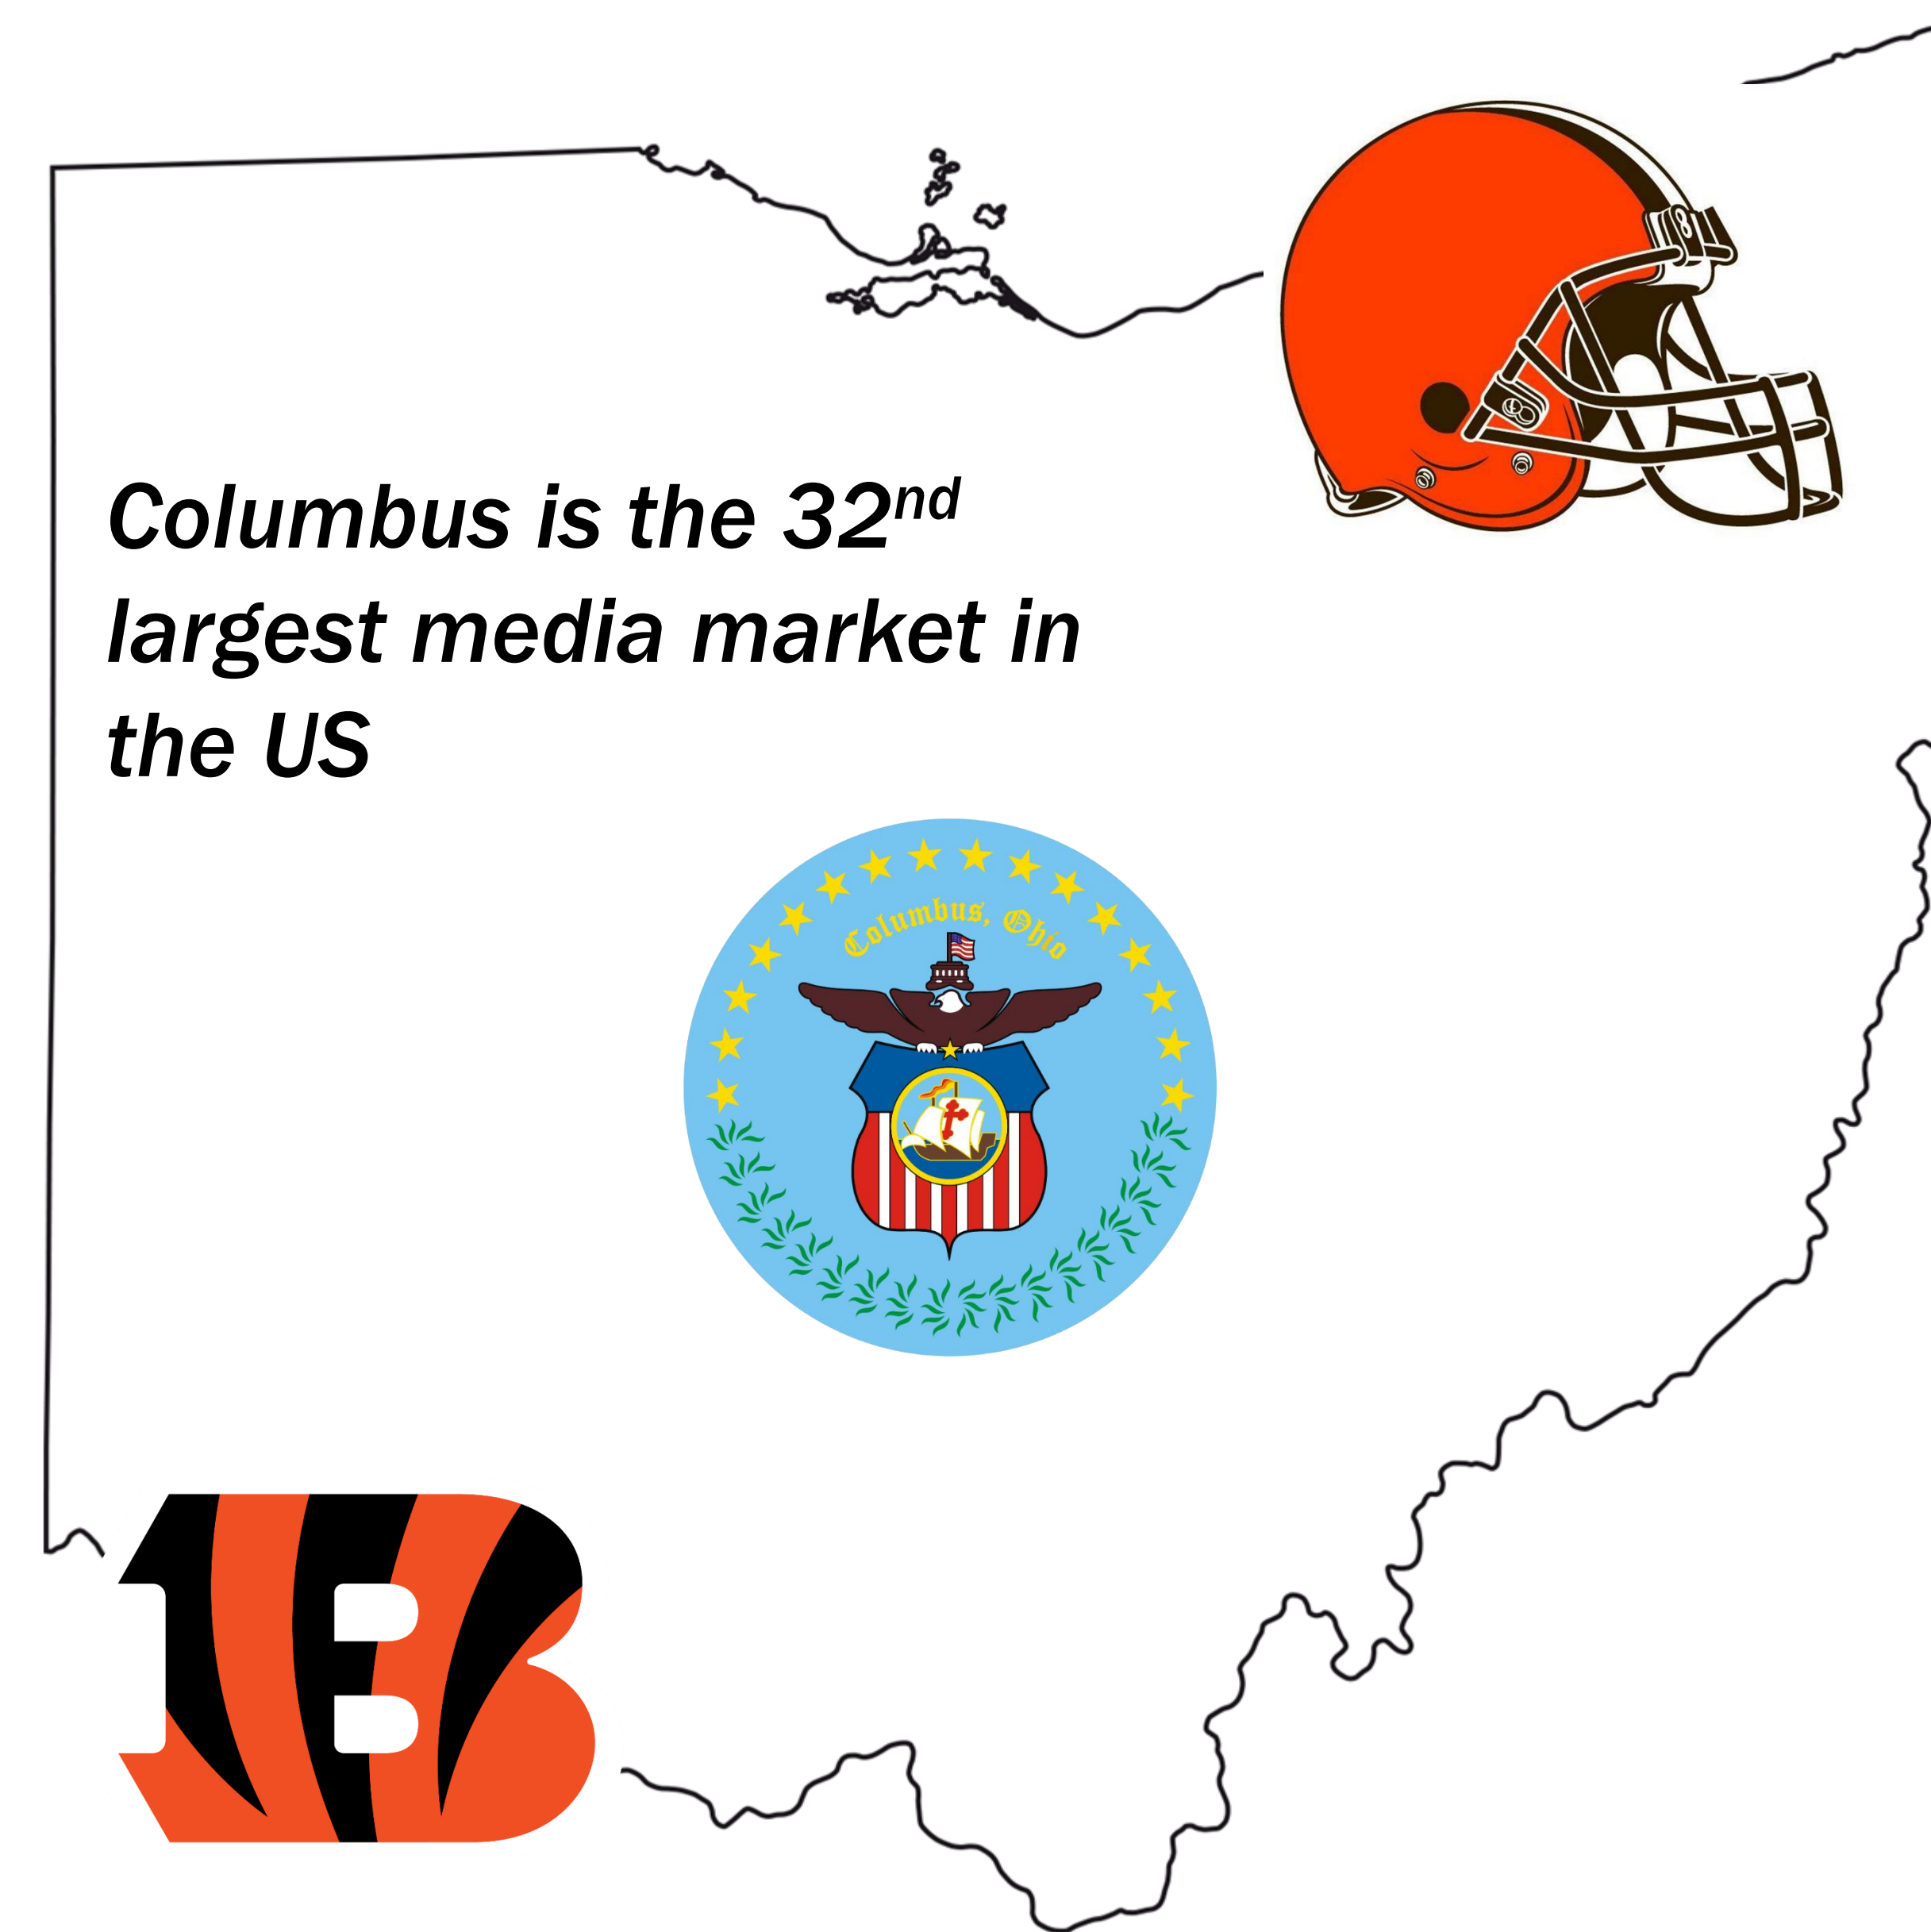 Columbus is the 32nd
largest media market in
the US
Columbus, Ohio